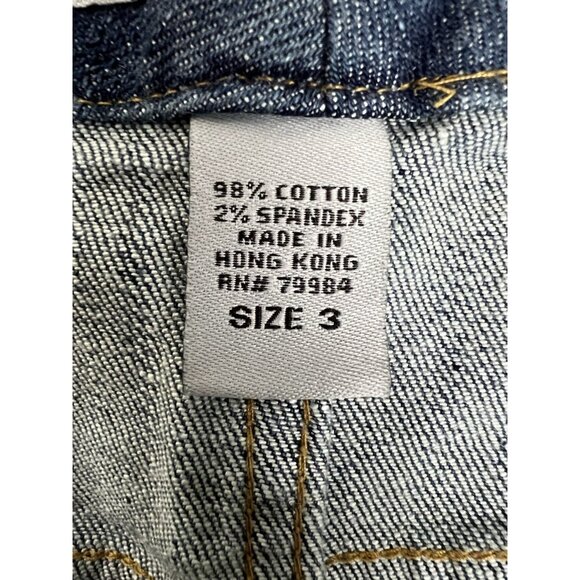 98% COTTON
2% SPANDEX
MADE IN
HONG KONG
RN# 79984
SIZE 3